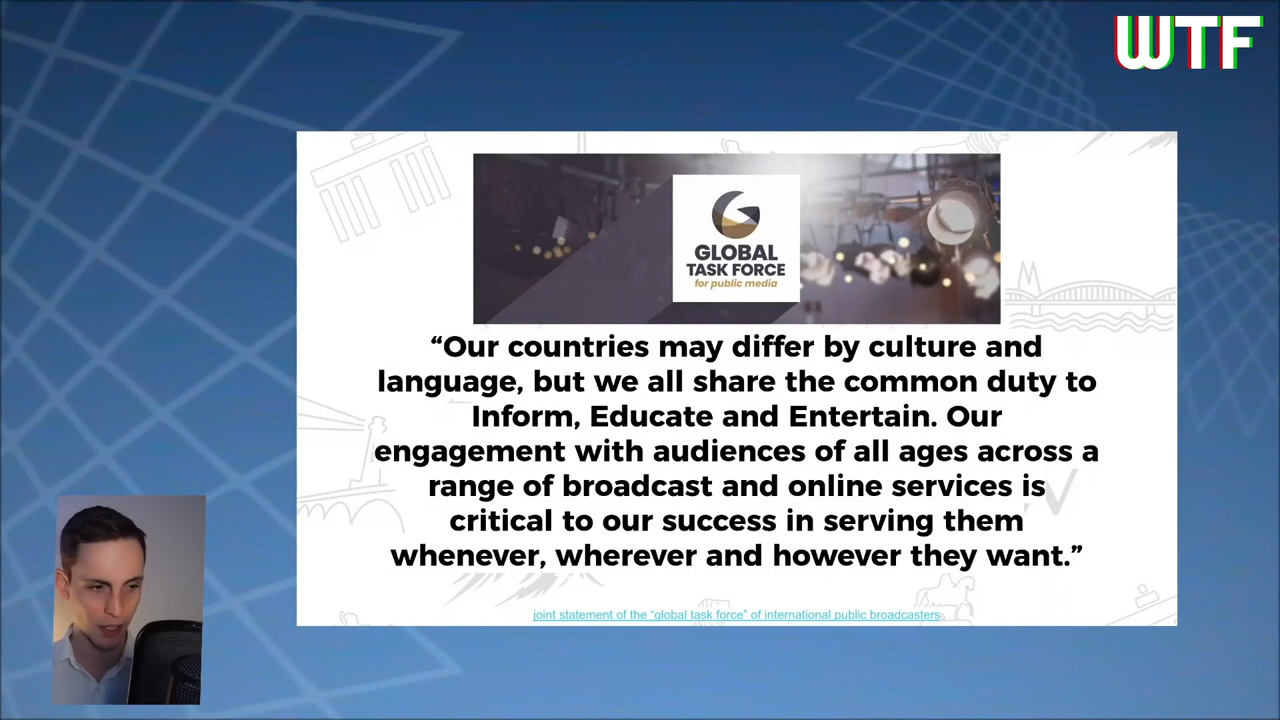 WTF
GLOBAL
TASK FORCE
for public media
“Our countries may differ by culture and
language, but we all share the common duty to
Inform, Educate and Entertain. Our
engagement with audiences of all ages across a
range of broadcast and online services is
critical to our success in serving them
whenever, wherever and however they want.”
joint statement of the “global task force” of international public broadcasters